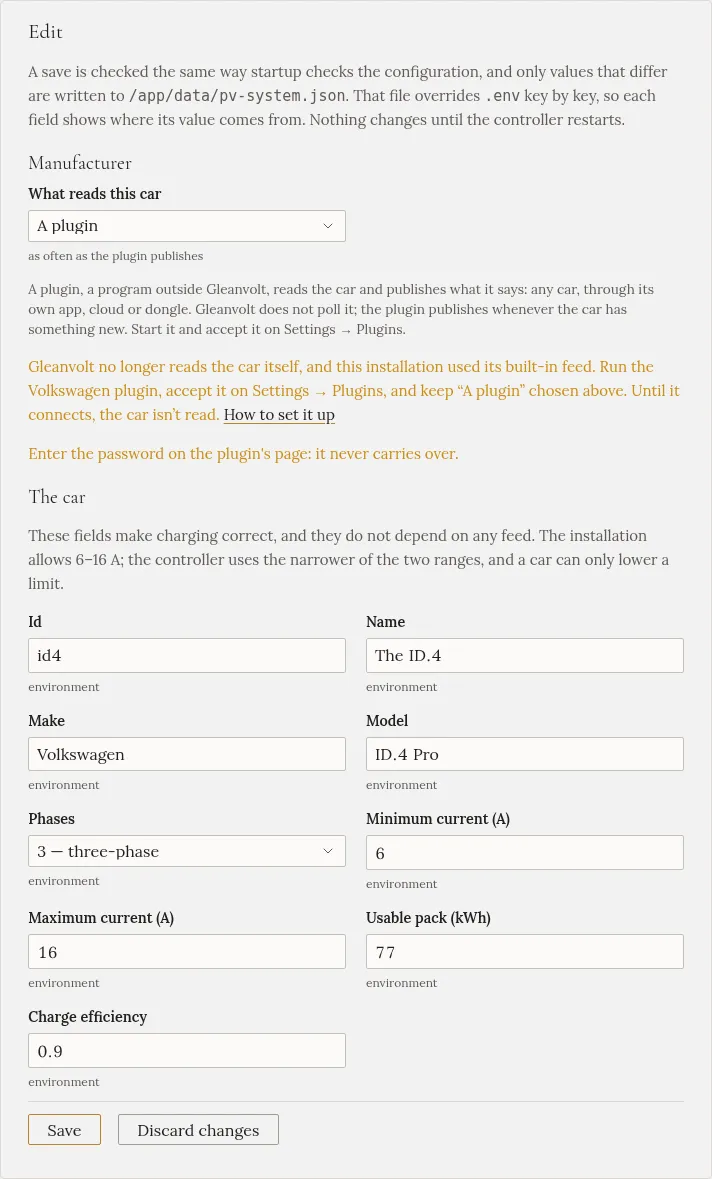 Edit
A save is checked the same way startup checks the configuration, and only values that differ
are written to /app/data/pv-system.json. That file overrides .env key by key, so each
field shows where its value comes from. Nothing changes until the controller restarts.
Manufacturer
What reads this car
A plugin
as often as the plugin publishes
A plugin, a program outside Gleanvolt, reads the car and publishes what it says: any car, through its
own app, cloud or dongle. Gleanvolt does not poll it; the plugin publishes whenever the car has
something new. Start it and accept it on Settings → Plugins.
Gleanvolt no longer reads the car itself, and this installation used its built-in feed. Run the
Volkswagen plugin, accept it on Settings → Plugins, and keep “A plugin” chosen above. Until it
connects, the car isn’t read. How to set it up
Enter the password on the plugin's page: it never carries over.
The car
These fields make charging correct, and they do not depend on any feed. The installation
allows 6–16 A; the controller uses the narrower of the two ranges, and a car can only lower a
limit.
Id
id4
environment
Name
The ID.4
environment
Make
Volkswagen
environment
Model
ID.4 Pro
environment
Phases
3 — three-phase
environment
Minimum current (A)
6
environment
Maximum current (A)
16
environment
Usable pack (kWh)
77
environment
Charge efficiency
0.9
environment
Save
Discard changes